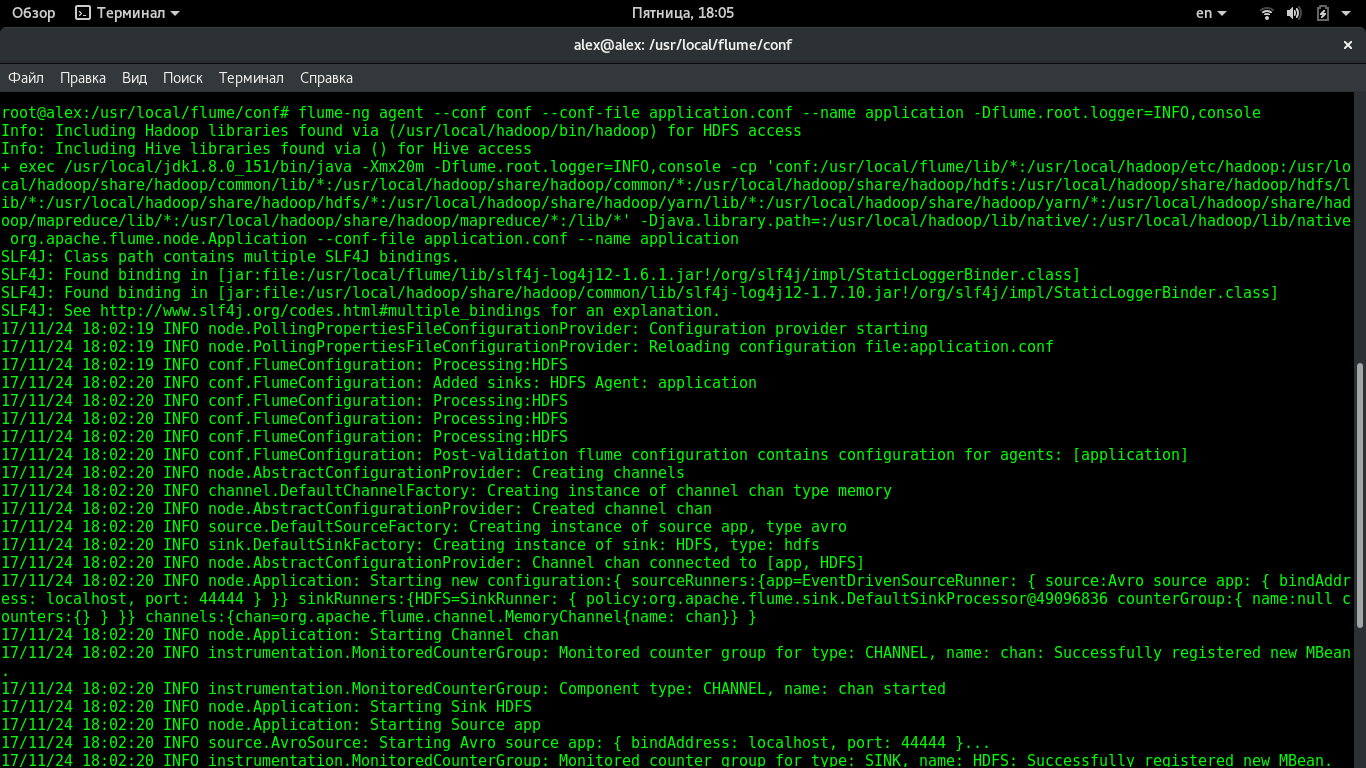 Обзор Терминал Пятница, 18:05 en
alex@alex: /usr/local/flume/conf ×
Файл Правка Вид Поиск Терминал Справка
root@alex:/usr/local/flume/conf# flume-ng agent --conf conf --conf-file application.conf --name application -Dflume.root.logger=INFO,console
Info: Including Hadoop libraries found via (/usr/local/hadoop/bin/hadoop) for HDFS access
Info: Including Hive libraries found via () for Hive access
+ exec /usr/local/jdk1.8.0_151/bin/java -Xmx20m -Dflume.root.logger=INFO,console -cp 'conf:/usr/local/flume/lib/*:/usr/local/hadoop/etc/hadoop:/usr/lo
cal/hadoop/share/hadoop/common/lib/*:/usr/local/hadoop/share/hadoop/common/*:/usr/local/hadoop/share/hadoop/hdfs:/usr/local/hadoop/share/hadoop/hdfs/l
ib/*:/usr/local/hadoop/share/hadoop/hdfs/*:/usr/local/hadoop/share/hadoop/yarn/lib/*:/usr/local/hadoop/share/hadoop/yarn/*:/usr/local/hadoop/share/had
oop/mapreduce/lib/*:/usr/local/hadoop/share/hadoop/mapreduce/*:/lib/*' -Djava.library.path=:/usr/local/hadoop/lib/native/:/usr/local/hadoop/lib/native
 org.apache.flume.node.Application --conf-file application.conf --name application
SLF4J: Class path contains multiple SLF4J bindings.
SLF4J: Found binding in [jar:file:/usr/local/flume/lib/slf4j-log4j12-1.6.1.jar!/org/slf4j/impl/StaticLoggerBinder.class]
SLF4J: Found binding in [jar:file:/usr/local/hadoop/share/hadoop/common/lib/slf4j-log4j12-1.7.10.jar!/org/slf4j/impl/StaticLoggerBinder.class]
SLF4J: See http://www.slf4j.org/codes.html#multiple_bindings for an explanation.
17/11/24 18:02:19 INFO node.PollingPropertiesFileConfigurationProvider: Configuration provider starting
17/11/24 18:02:19 INFO node.PollingPropertiesFileConfigurationProvider: Reloading configuration file:application.conf
17/11/24 18:02:19 INFO conf.FlumeConfiguration: Processing:HDFS
17/11/24 18:02:20 INFO conf.FlumeConfiguration: Added sinks: HDFS Agent: application
17/11/24 18:02:20 INFO conf.FlumeConfiguration: Processing:HDFS
17/11/24 18:02:20 INFO conf.FlumeConfiguration: Processing:HDFS
17/11/24 18:02:20 INFO conf.FlumeConfiguration: Processing:HDFS
17/11/24 18:02:20 INFO conf.FlumeConfiguration: Post-validation flume configuration contains configuration for agents: [application]
17/11/24 18:02:20 INFO node.AbstractConfigurationProvider: Creating channels
17/11/24 18:02:20 INFO channel.DefaultChannelFactory: Creating instance of channel chan type memory
17/11/24 18:02:20 INFO node.AbstractConfigurationProvider: Created channel chan
17/11/24 18:02:20 INFO source.DefaultSourceFactory: Creating instance of source app, type avro
17/11/24 18:02:20 INFO sink.DefaultSinkFactory: Creating instance of sink: HDFS, type: hdfs
17/11/24 18:02:20 INFO node.AbstractConfigurationProvider: Channel chan connected to [app, HDFS]
17/11/24 18:02:20 INFO node.Application: Starting new configuration:{ sourceRunners:{app=EventDrivenSourceRunner: { source:Avro source app: { bindAddr
ess: localhost, port: 44444 } }} sinkRunners:{HDFS=SinkRunner: { policy:org.apache.flume.sink.DefaultSinkProcessor@49096836 counterGroup:{ name:null c
ounters:{} } }} channels:{chan=org.apache.flume.channel.MemoryChannel{name: chan}} }
17/11/24 18:02:20 INFO node.Application: Starting Channel chan
17/11/24 18:02:20 INFO instrumentation.MonitoredCounterGroup: Monitored counter group for type: CHANNEL, name: chan: Successfully registered new MBean
.
17/11/24 18:02:20 INFO instrumentation.MonitoredCounterGroup: Component type: CHANNEL, name: chan started
17/11/24 18:02:20 INFO node.Application: Starting Sink HDFS
17/11/24 18:02:20 INFO node.Application: Starting Source app
17/11/24 18:02:20 INFO source.AvroSource: Starting Avro source app: { bindAddress: localhost, port: 44444 }...
17/11/24 18:02:20 INFO instrumentation.MonitoredCounterGroup: Monitored counter group for type: SINK, name: HDFS: Successfully registered new MBean.